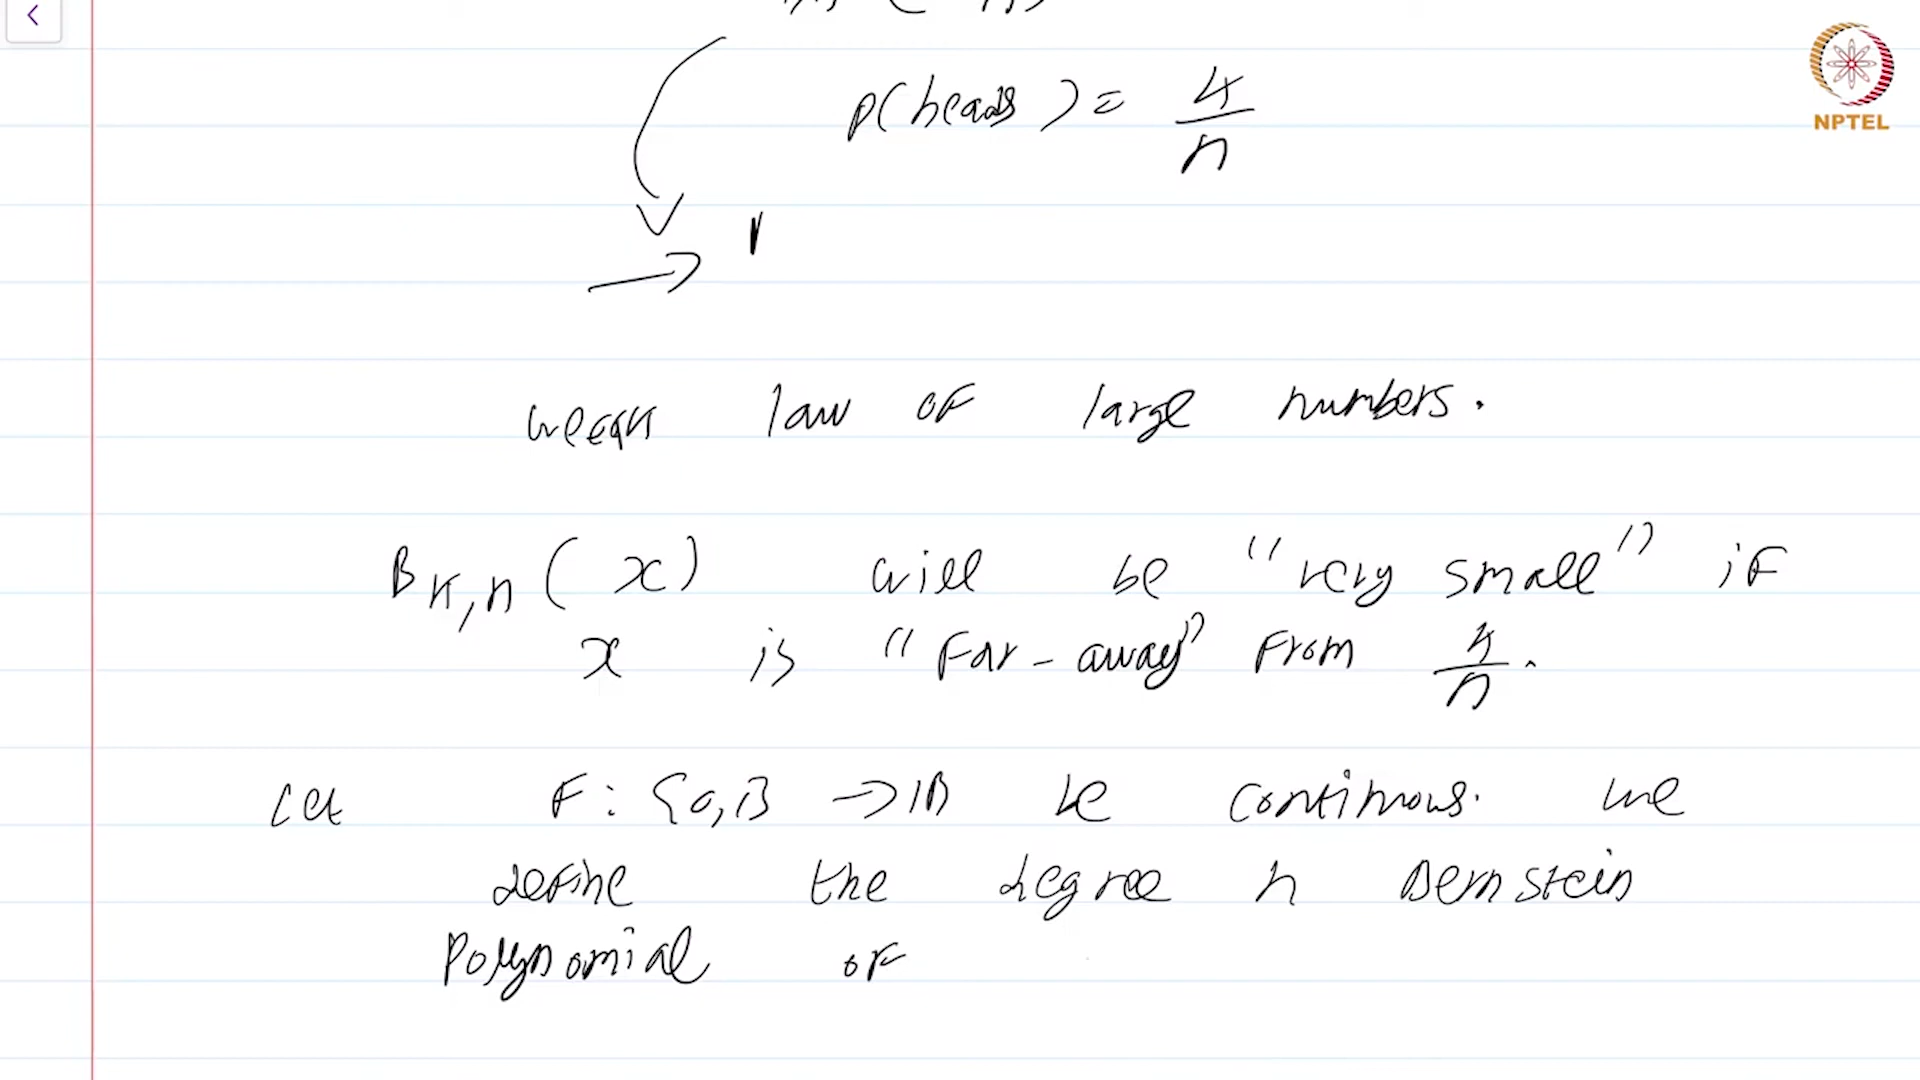 P(heads) = k/n
NPTEL
weak law of large numbers.
B_{k,n}(x) will be "very small" if
x is "far-away" from k/n.
Let F: [0,1] → ℝ be continuous. We
define the degree n Bernstein
Polynomial of